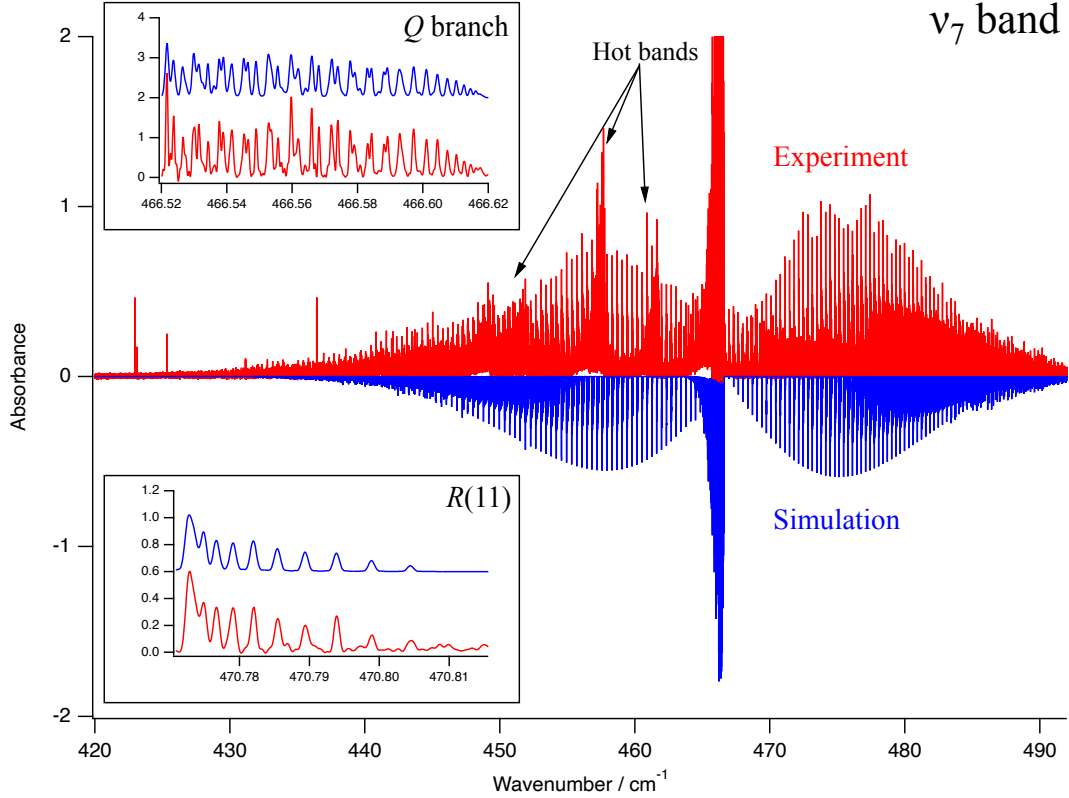 ν₇ band
Q branch
4
3
2
1
0
466.52 466.54 466.56 466.58 466.60 466.62
Hot bands
Experiment
2
1
0
-1
-2
Absorbance
Simulation
R(11)
1.2
1.0
0.8
0.6
0.4
0.2
0.0
470.78 470.79 470.80 470.81
420 430 440 450 460 470 480 490
Wavenumber / cm⁻¹